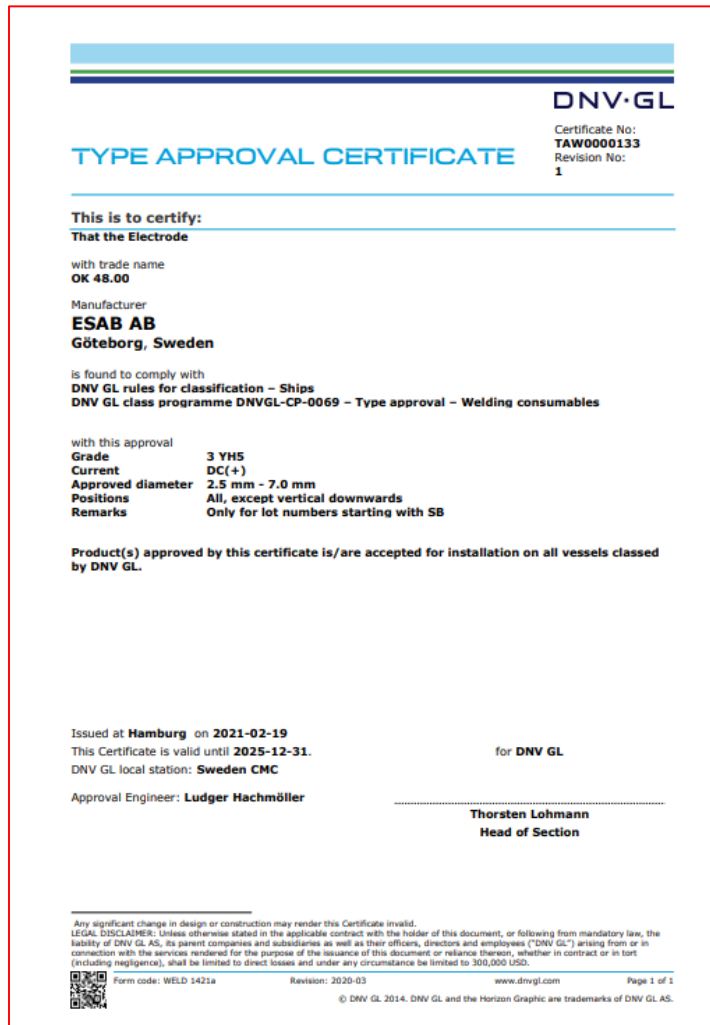 DNV·GL
Certificate No:
TAW0000133
Revision No:
1
TYPE APPROVAL CERTIFICATE
This is to certify:
That the Electrode
with trade name
OK 48.00
Manufacturer
ESAB AB
Göteborg, Sweden
is found to comply with
DNV GL rules for classification – Ships
DNV GL class programme DNVGL-CP-0069 – Type approval – Welding consumables
with this approval
Grade 3 YH5
Current DC(+)
Approved diameter 2.5 mm - 7.0 mm
Positions All, except vertical downwards
Remarks Only for lot numbers starting with SB
Product(s) approved by this certificate is/are accepted for installation on all vessels classed
by DNV GL.
Issued at Hamburg on 2021-02-19
This Certificate is valid until 2025-12-31.
for DNV GL
DNV GL local station: Sweden CMC
Approval Engineer: Ludger Hachmöller
Thorsten Lohmann
Head of Section
Any significant change in design or construction may render this Certificate invalid.
LEGAL DISCLAIMER: Unless otherwise stated in the applicable contract with the holder of this document, or following from mandatory law, the
liability of DNV GL AS, its parent companies and subsidiaries as well as their officers, directors and employees ("DNV GL") arising from or in
connection with the services rendered for the purpose of the issuance of this document or reliance thereon, whether in contract or in tort
(including negligence), shall be limited to direct losses and under any circumstance be limited to 300,000 USD.
Form code: WELD 1421a Revision: 2020-03 www.dnvgl.com Page 1 of 1
© DNV GL 2014. DNV GL and the Horizon Graphic are trademarks of DNV GL AS.